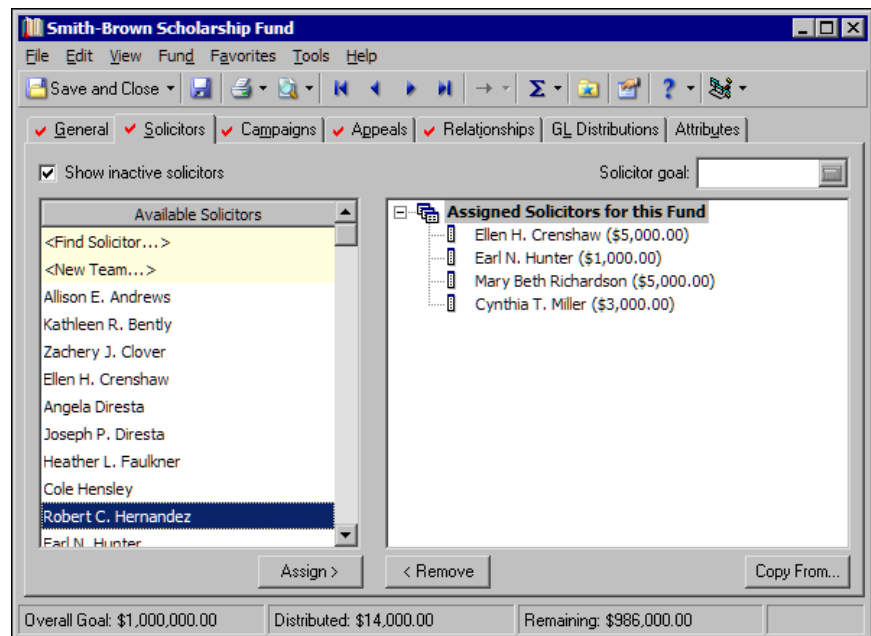 Smith-Brown Scholarship Fund
File Edit View Fund Favorites Tools Help
Save and Close Σ ?
General Solicitors Campaigns Appeals Relationships GL Distributions Attributes
Show inactive solicitors Solicitor goal:
Available Solicitors
<Find Solicitor...>
<New Team...>
Allison E. Andrews
Kathleen R. Bently
Zachery J. Clover
Ellen H. Crenshaw
Angela Diresta
Joseph P. Diresta
Heather L. Faulkner
Cole Hensley
Robert C. Hernandez
Earl N. Hunter
Assigned Solicitors for this Fund
Ellen H. Crenshaw ($5,000.00)
Earl N. Hunter ($1,000.00)
Mary Beth Richardson ($5,000.00)
Cynthia T. Miller ($3,000.00)
Assign > < Remove Copy From...
Overall Goal: $1,000,000.00 Distributed: $14,000.00 Remaining: $986,000.00